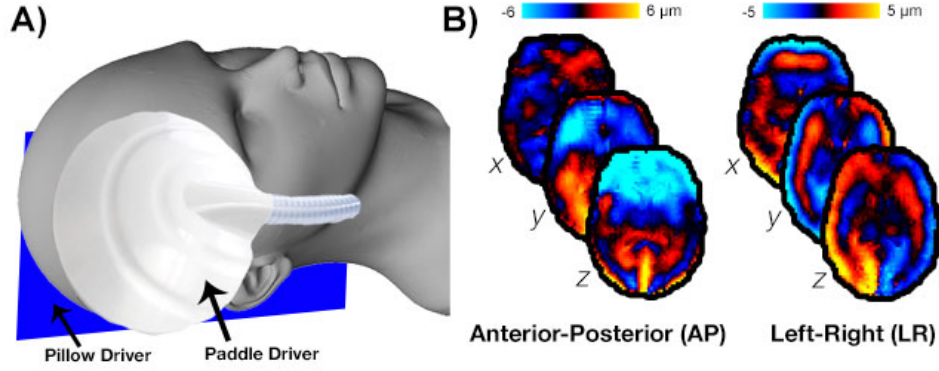 A)
Pillow Driver
Paddle Driver
B)
-6 6 µm
-5 5 µm
x
y
z
x
y
z
Anterior-Posterior (AP)
Left-Right (LR)